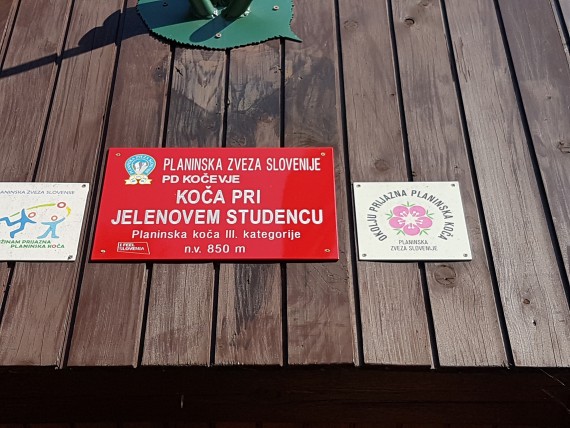 PLANINSKA ZVEZA SLOVENIJE
PD KOČEVJE
KOČA PRI
JELENOVEM STUDENCU
Planinska koča III. kategorije
n.v. 850 m
I FEEL
SLOVENIA
PLANINSKA ZVEZA SLOVENIJE
DRUŽINAM PRIJAZNA
PLANINSKA KOČA
OKOLJU PRIJAZNA PLANINSKA KOČA
PLANINSKA
ZVEZA SLOVENIJE